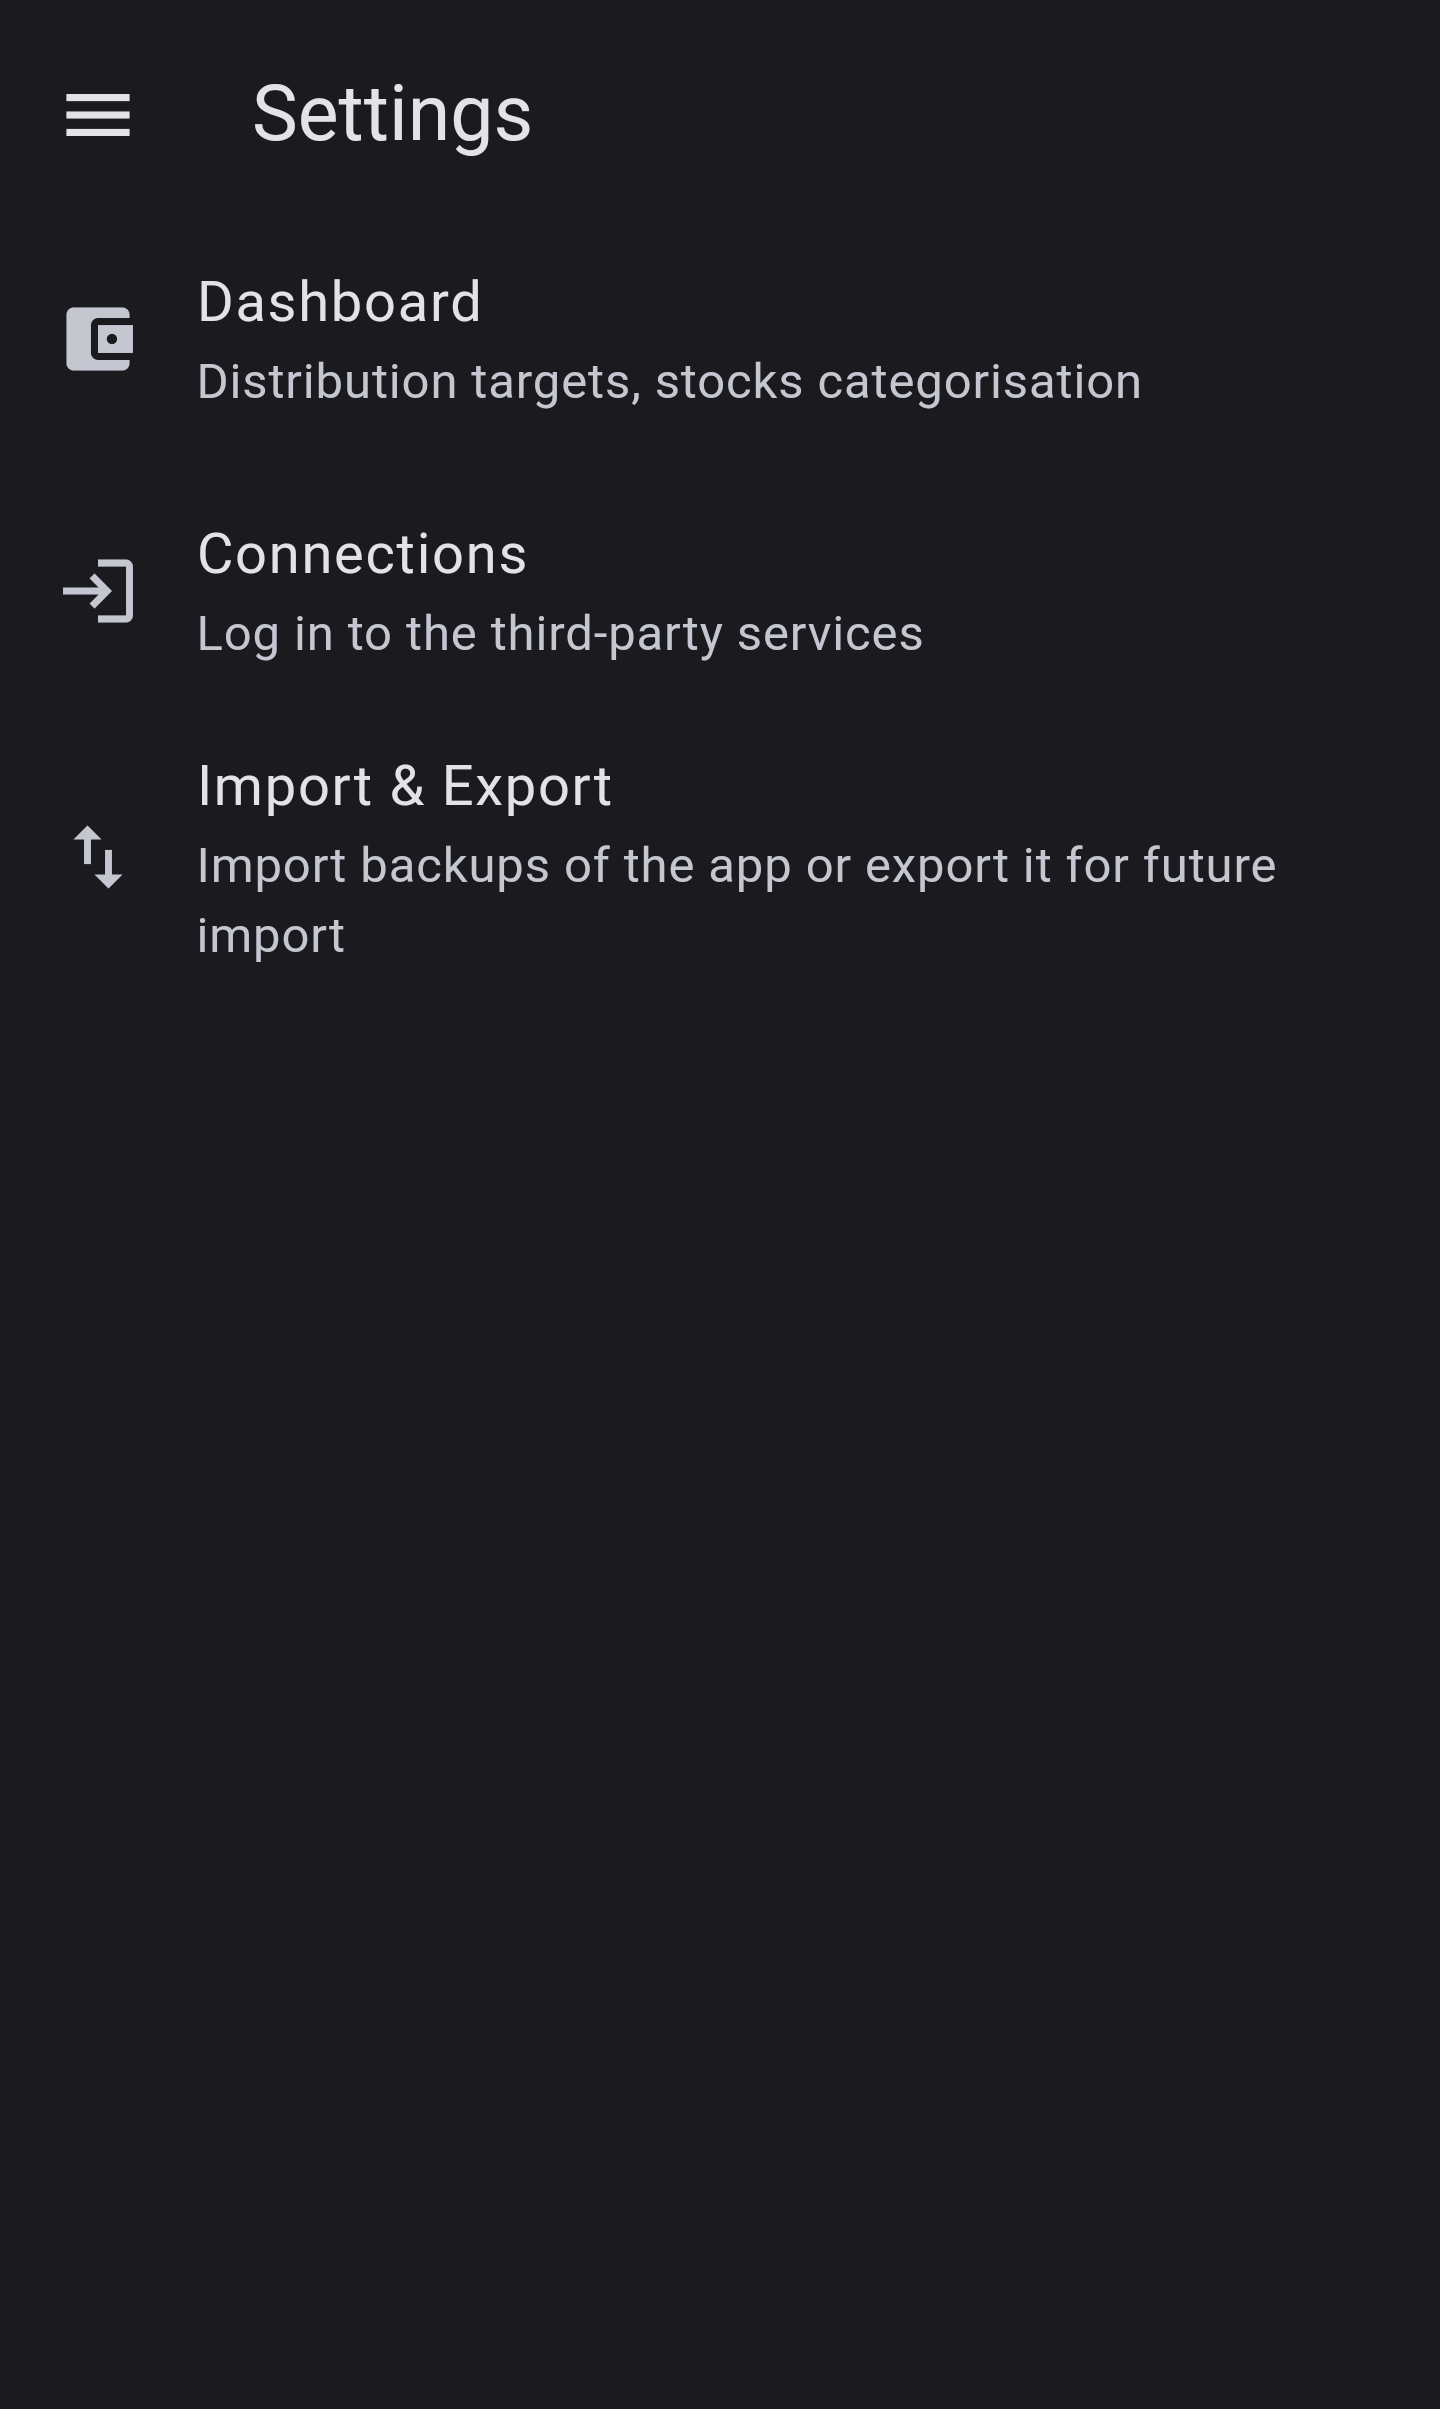 Settings
Dashboard
Distribution targets, stocks categorisation
Connections
Log in to the third-party services
Import & Export
Import backups of the app or export it for future
import